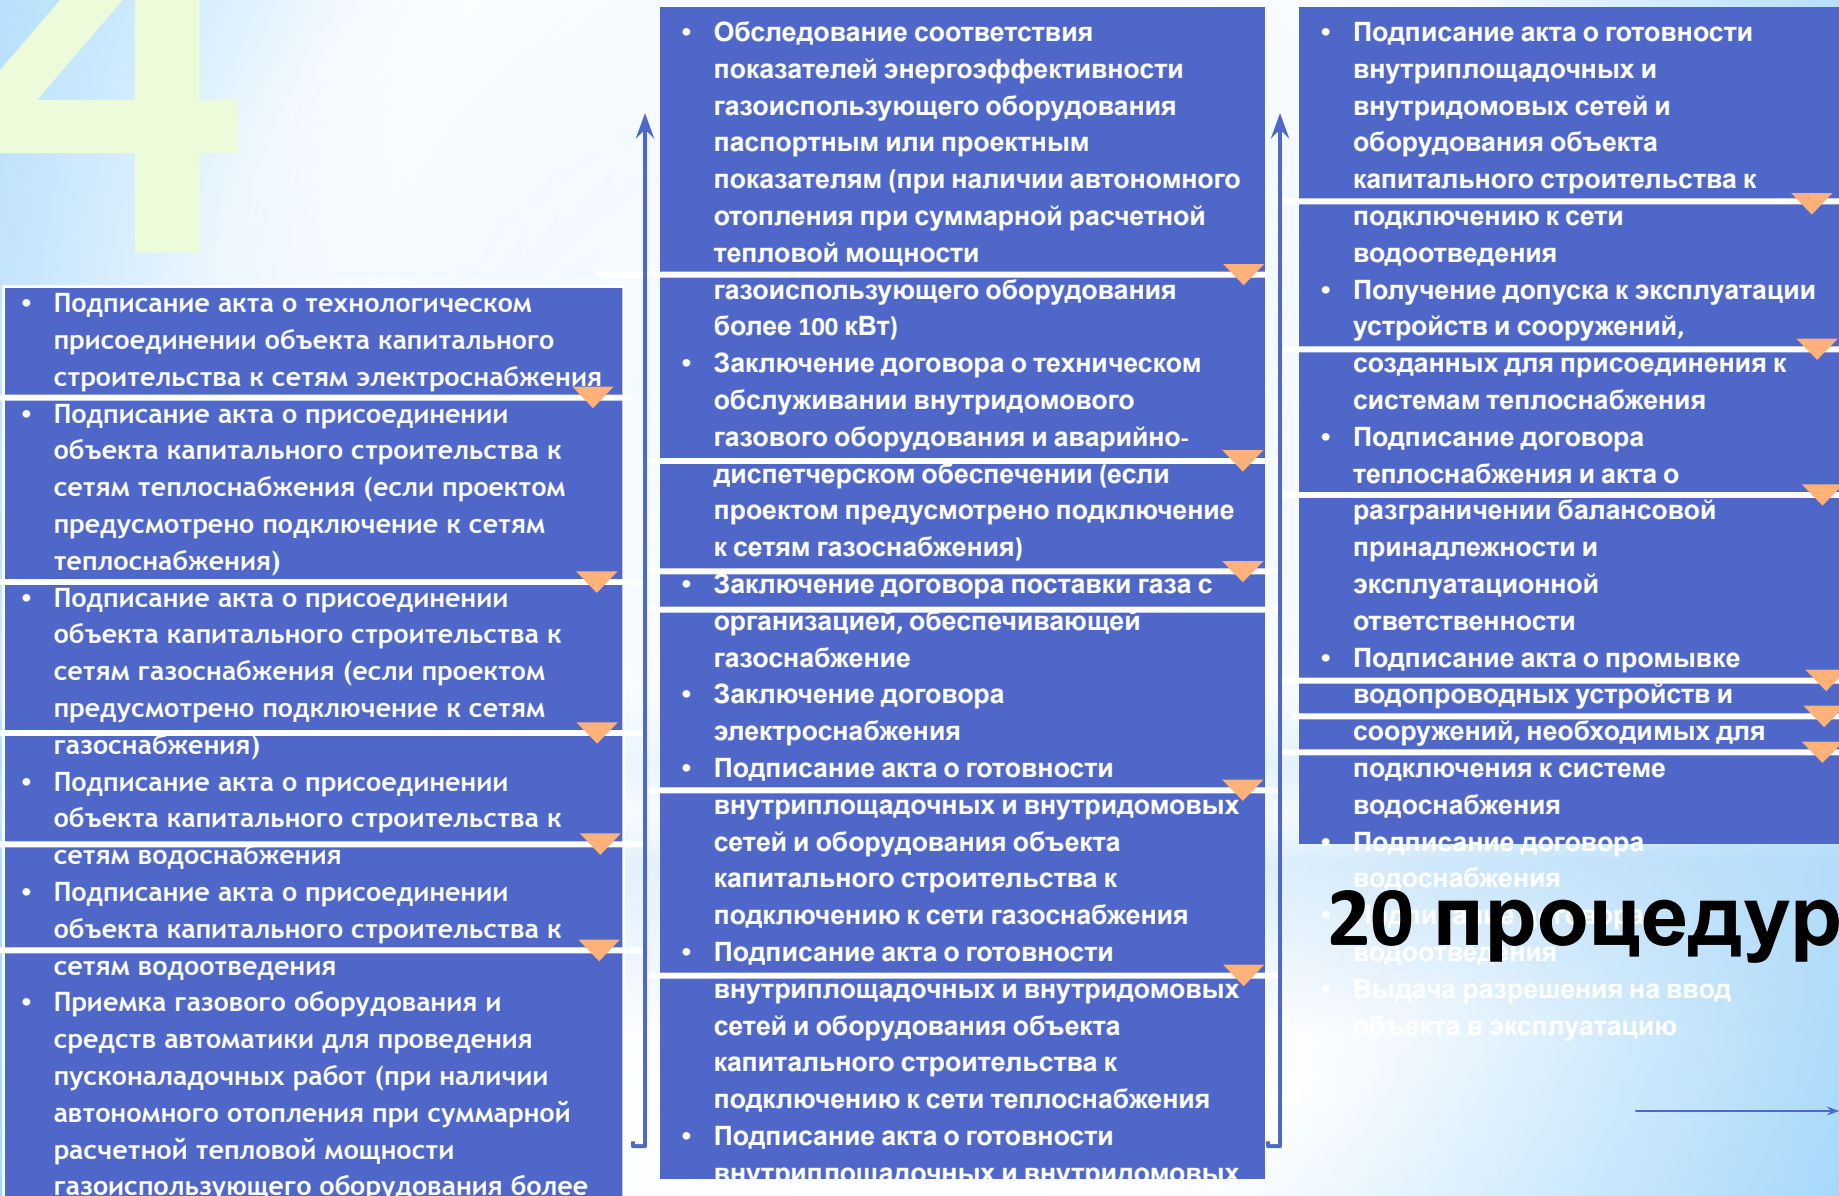 4
• Подписание акта о технологическом
присоединении объекта капитального
строительства к сетям электроснабжения
• Подписание акта о присоединении
объекта капитального строительства к
сетям теплоснабжения (если проектом
предусмотрено подключение к сетям
теплоснабжения)
• Подписание акта о присоединении
объекта капитального строительства к
сетям газоснабжения (если проектом
предусмотрено подключение к сетям
газоснабжения)
• Подписание акта о присоединении
объекта капитального строительства к
сетям водоснабжения
• Подписание акта о присоединении
объекта капитального строительства к
сетям водоотведения
• Приемка газового оборудования и
средств автоматики для проведения
пусконаладочных работ (при наличии
автономного отопления при суммарной
расчетной тепловой мощности
газоиспользующего оборудования более
• Обследование соответствия
показателей энергоэффективности
газоиспользующего оборудования
паспортным или проектным
показателям (при наличии автономного
отопления при суммарной расчетной
тепловой мощности
газоиспользующего оборудования
более 100 кВт)
• Заключение договора о техническом
обслуживании внутридомового
газового оборудования и аварийно-
диспетчерском обеспечении (если
проектом предусмотрено подключение
к сетям газоснабжения)
• Заключение договора поставки газа с
организацией, обеспечивающей
газоснабжение
• Заключение договора
электроснабжения
• Подписание акта о готовности
внутриплощадочных и внутридомовых
сетей и оборудования объекта
капитального строительства к
подключению к сети газоснабжения
• Подписание акта о готовности
внутриплощадочных и внутридомовых
сетей и оборудования объекта
капитального строительства к
подключению к сети теплоснабжения
• Подписание акта о готовности
внутриплощадочных и внутридомовых
• Подписание акта о готовности
внутриплощадочных и
внутридомовых сетей и
оборудования объекта
капитального строительства к
подключению к сети
водоотведения
• Получение допуска к эксплуатации
устройств и сооружений,
созданных для присоединения к
системам теплоснабжения
• Подписание договора
теплоснабжения и акта о
разграничении балансовой
принадлежности и
эксплуатационной
ответственности
• Подписание акта о промывке
водопроводных устройств и
сооружений, необходимых для
подключения к системе
водоснабжения
• Подписание договора
водоснабжения
• Подписание договора
водоотведения
• Выдача разрешения на ввод
объекта в эксплуатацию
20 процедур